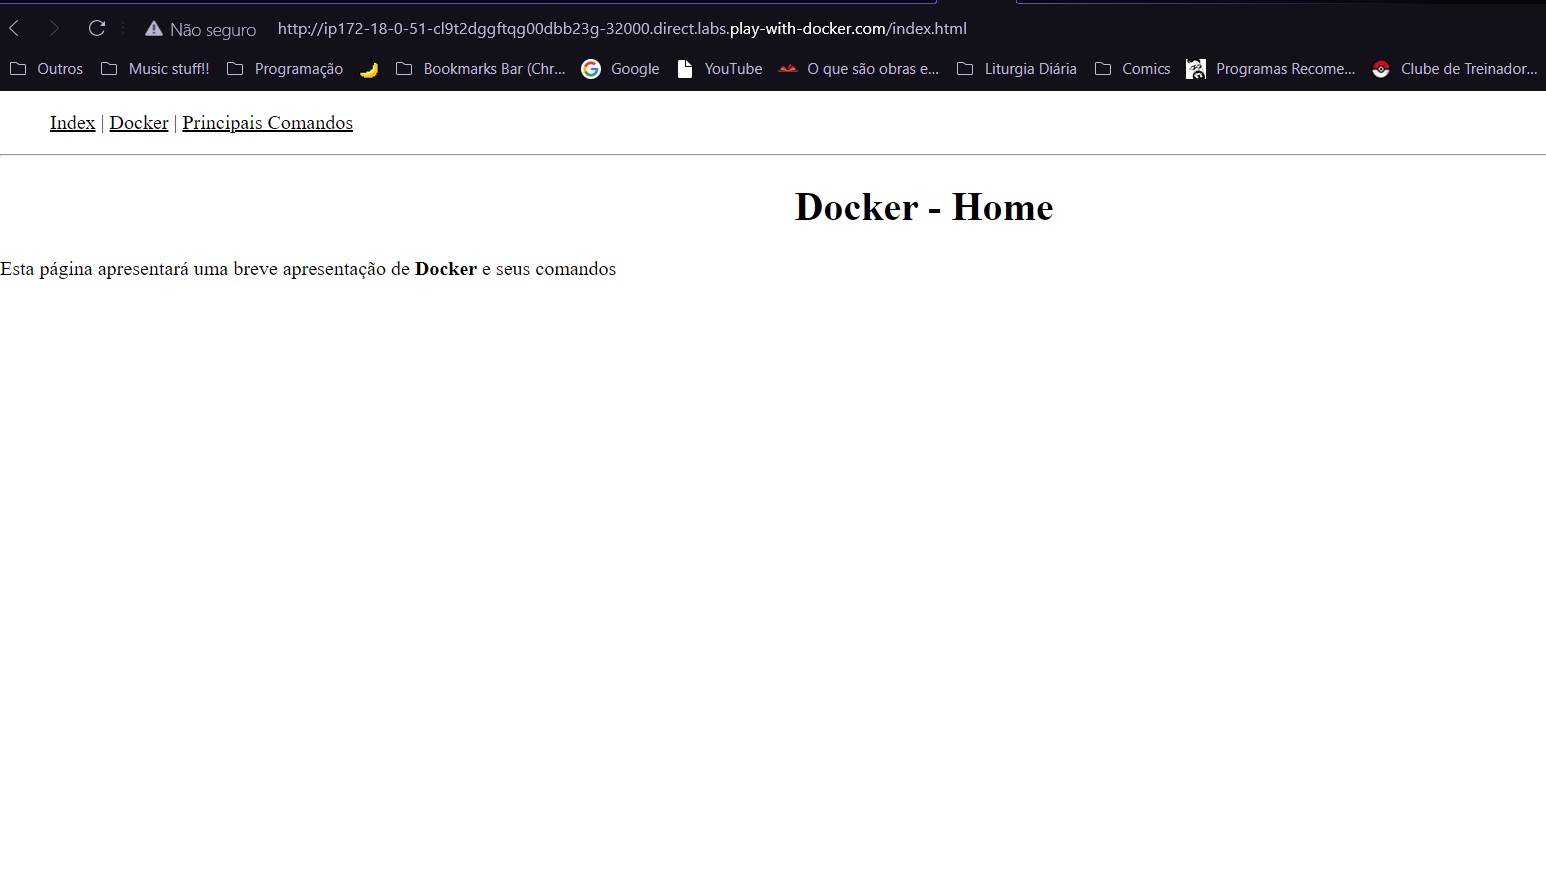 Não seguro http://ip172-18-0-51-cl9t2dggftqg00dbb23g-32000.direct.labs.play-with-docker.com/index.html
Outros Music stuff!! Programação Bookmarks Bar (Chr... Google YouTube O que são obras e... Liturgia Diária Comics Programas Recome... Clube de Treinador...
Index | Docker | Principais Comandos
Docker - Home
Esta página apresentará uma breve apresentação de Docker e seus comandos